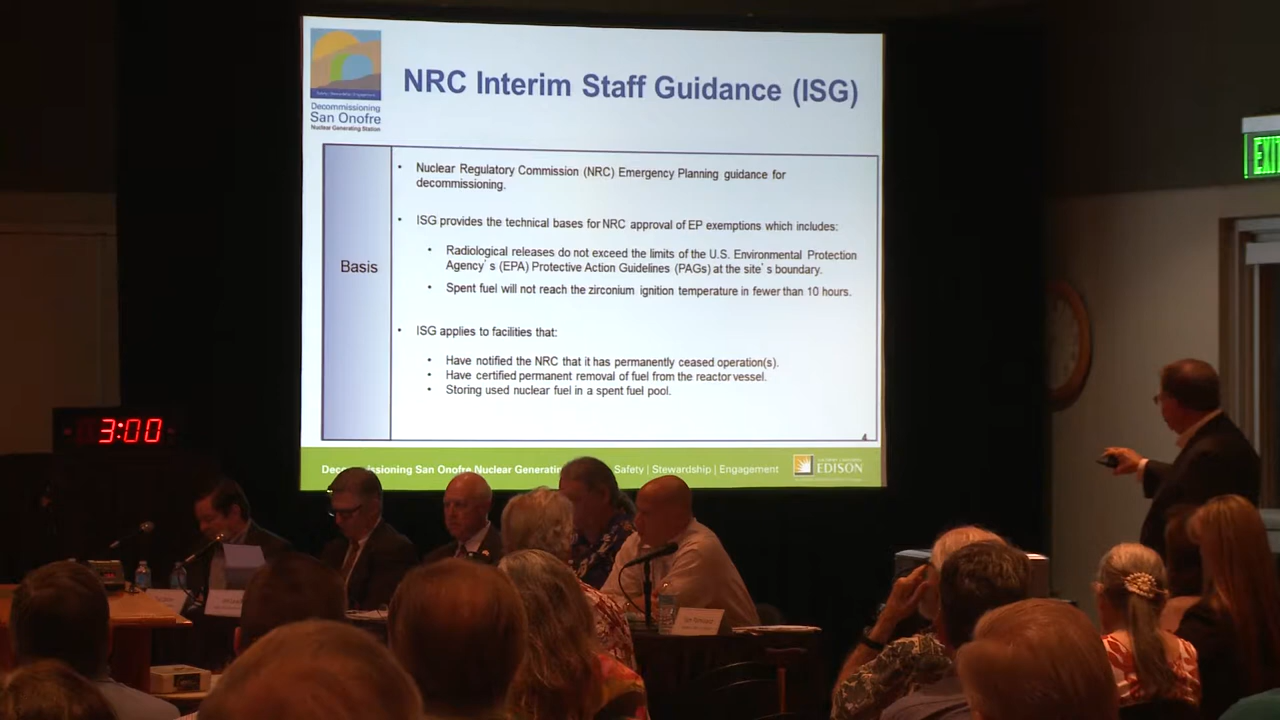 NRC Interim Staff Guidance (ISG)
Decommissioning
San Onofre
Nuclear Generating Station
• Nuclear Regulatory Commission (NRC) Emergency Planning guidance for
decommissioning.
• ISG provides the technical bases for NRC approval of EP exemptions which includes:
• Radiological releases do not exceed the limits of the U.S. Environmental Protection
Agency's (EPA) Protective Action Guidelines (PAGs) at the site's boundary.
Basis
• Spent fuel will not reach the zirconium ignition temperature in fewer than 10 hours.
• ISG applies to facilities that:
• Have notified the NRC that it has permanently ceased operation(s).
• Have certified permanent removal of fuel from the reactor vessel.
• Storing used nuclear fuel in a spent fuel pool.
4
Safety | Stewardship | Engagement
EDISON
3:00
EXIT